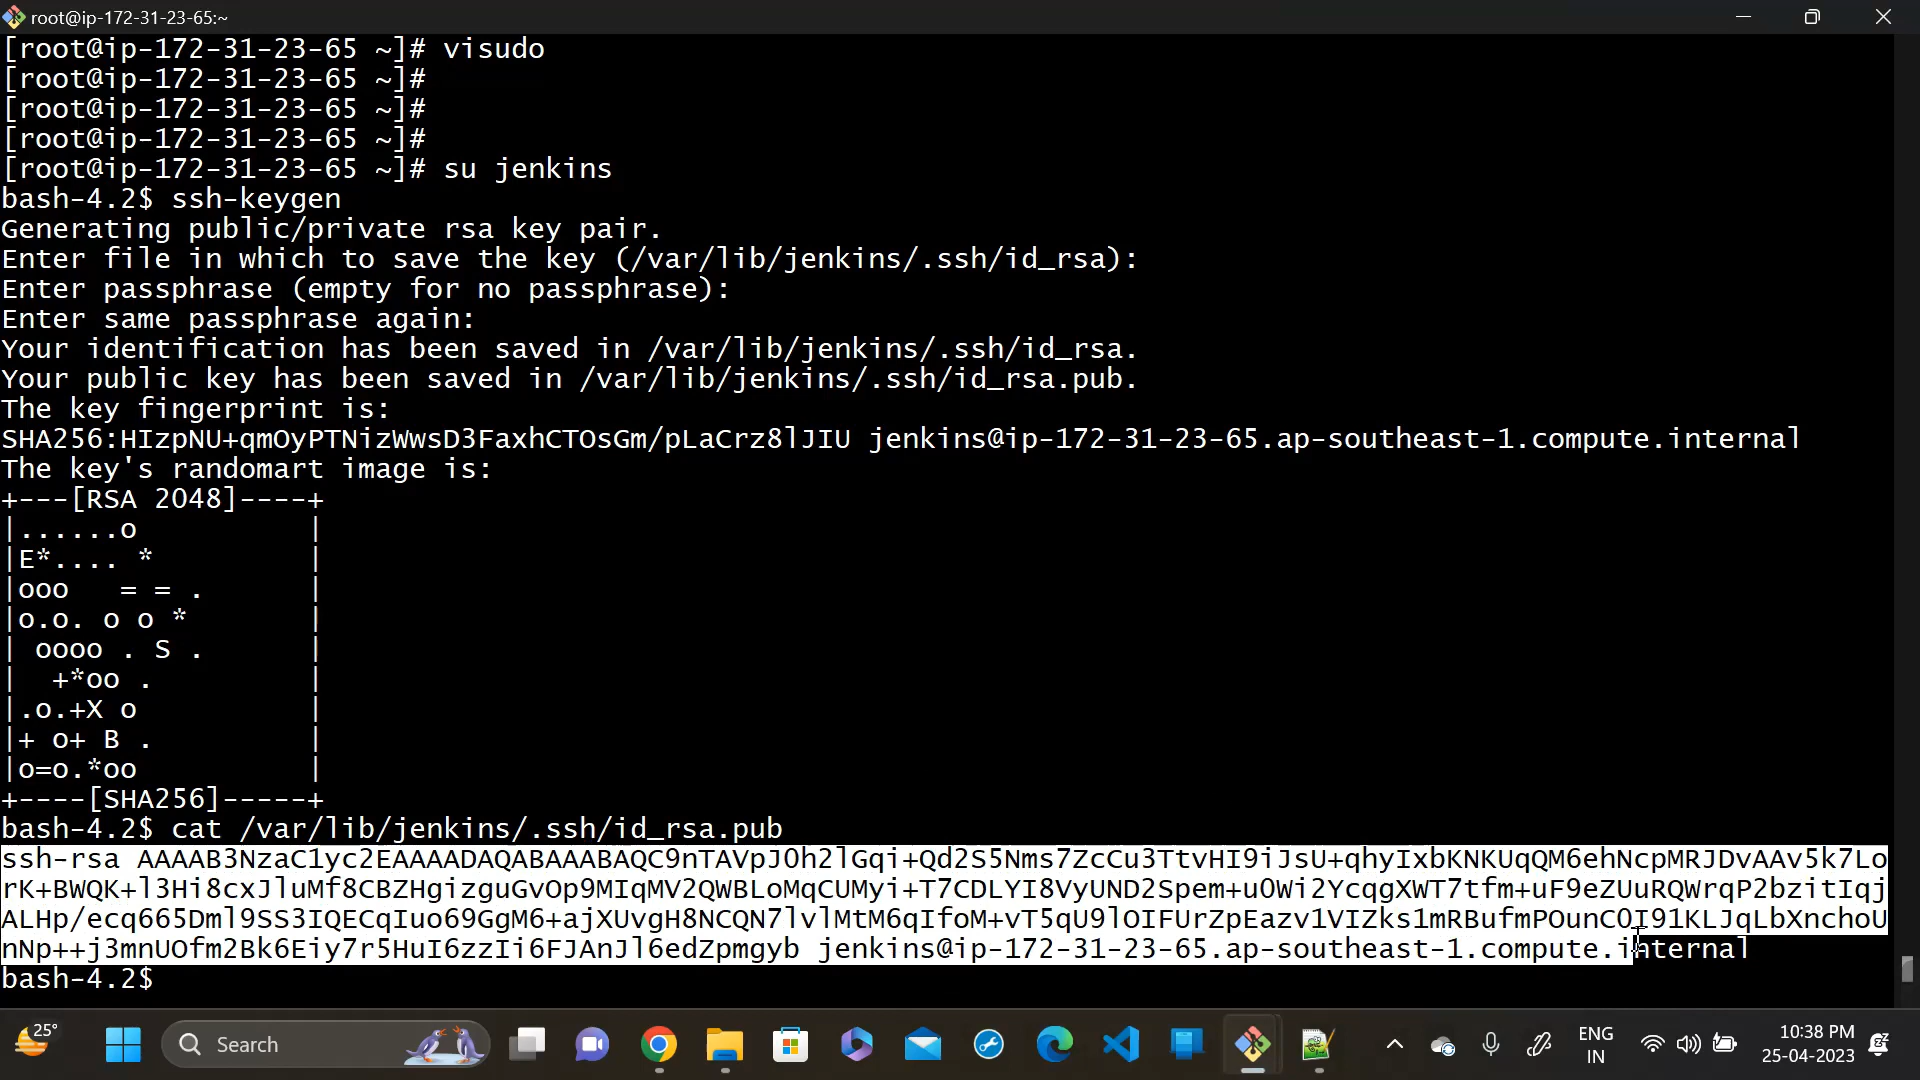 root@ip-172-31-23-65:~
[root@ip-172-31-23-65 ~]# visudo
[root@ip-172-31-23-65 ~]#
[root@ip-172-31-23-65 ~]#
[root@ip-172-31-23-65 ~]#
[root@ip-172-31-23-65 ~]# su jenkins
bash-4.2$ ssh-keygen
Generating public/private rsa key pair.
Enter file in which to save the key (/var/lib/jenkins/.ssh/id_rsa):
Enter passphrase (empty for no passphrase):
Enter same passphrase again:
Your identification has been saved in /var/lib/jenkins/.ssh/id_rsa.
Your public key has been saved in /var/lib/jenkins/.ssh/id_rsa.pub.
The key fingerprint is:
SHA256:HIzpNU+qmOyPTNizWwsD3FaxhCTOsGm/pLaCrz8lJIU jenkins@ip-172-31-23-65.ap-southeast-1.compute.internal
The key's randomart image is:
+---[RSA 2048]----+
|......o          |
|E*.... *         |
|ooo   = = .      |
|o.o. o o *       |
| oooo . S .      |
|  +*oo .         |
|.o.+X o          |
|+ o+ B .         |
|o=o.*oo          |
+----[SHA256]-----+
bash-4.2$ cat /var/lib/jenkins/.ssh/id_rsa.pub
ssh-rsa AAAAB3NzaC1yc2EAAAADAQABAAABAQC9nTAVpJ0h2lGqi+Qd2S5Nms7ZcCu3TtvHI9iJsU+qhyIxbKNKUqQM6ehNcpMRJDvAAv5k7Lo
rK+BWQK+l3Hi8cxJluMf8CBZHgizguGvOp9MIqMV2QWBLoMqCUMyi+T7CDLYI8VyUND2Spem+u0Wi2YcqgXWT7tfm+uF9eZUuRQWrqP2bzitIqj
ALHp/ecq665Dml9SS3IQECqIuo69GgM6+ajXUvgH8NCQN7lvlMtM6qIfoM+vT5qU9lOIFUrZpEazv1VIZks1mRBufmPOunC0I91KLJqLbXnchoU
nNp++j3mnUOfm2Bk6Eiy7r5HuI6zzIi6FJAnJl6edZpmgyb jenkins@ip-172-31-23-65.ap-southeast-1.compute.internal
bash-4.2$
25°
Search
ENG
IN
10:38 PM
25-04-2023